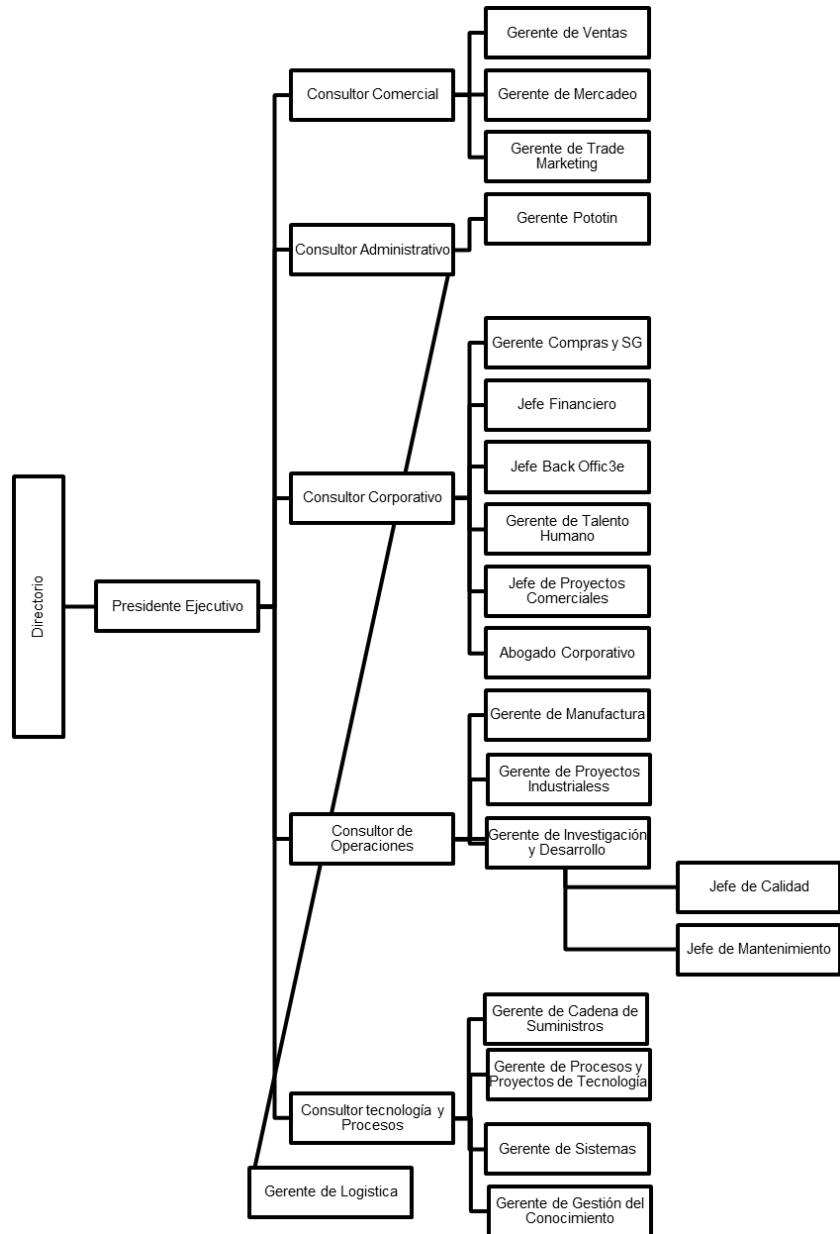 Directorio
Presidente Ejecutivo
Consultor Comercial
Gerente de Ventas
Gerente de Mercadeo
Gerente de Trade
Marketing
Consultor Administrativo
Gerente Pototin
Consultor Corporativo
Gerente Compras y SG
Jefe Financiero
Jefe Back Offic3e
Gerente de Talento
Humano
Jefe de Proyectos
Comerciales
Abogado Corporativo
Consultor de
Operaciones
Gerente de Manufactura
Gerente de Proyectos
Industrialess
Gerente de Investigación
y Desarrollo
Jefe de Calidad
Jefe de Mantenimiento
Consultor tecnología y
Procesos
Gerente de Cadena de
Suministros
Gerente de Procesos y
Proyectos de Tecnología
Gerente de Sistemas
Gerente de Gestión del
Conocimiento
Gerente de Logistica